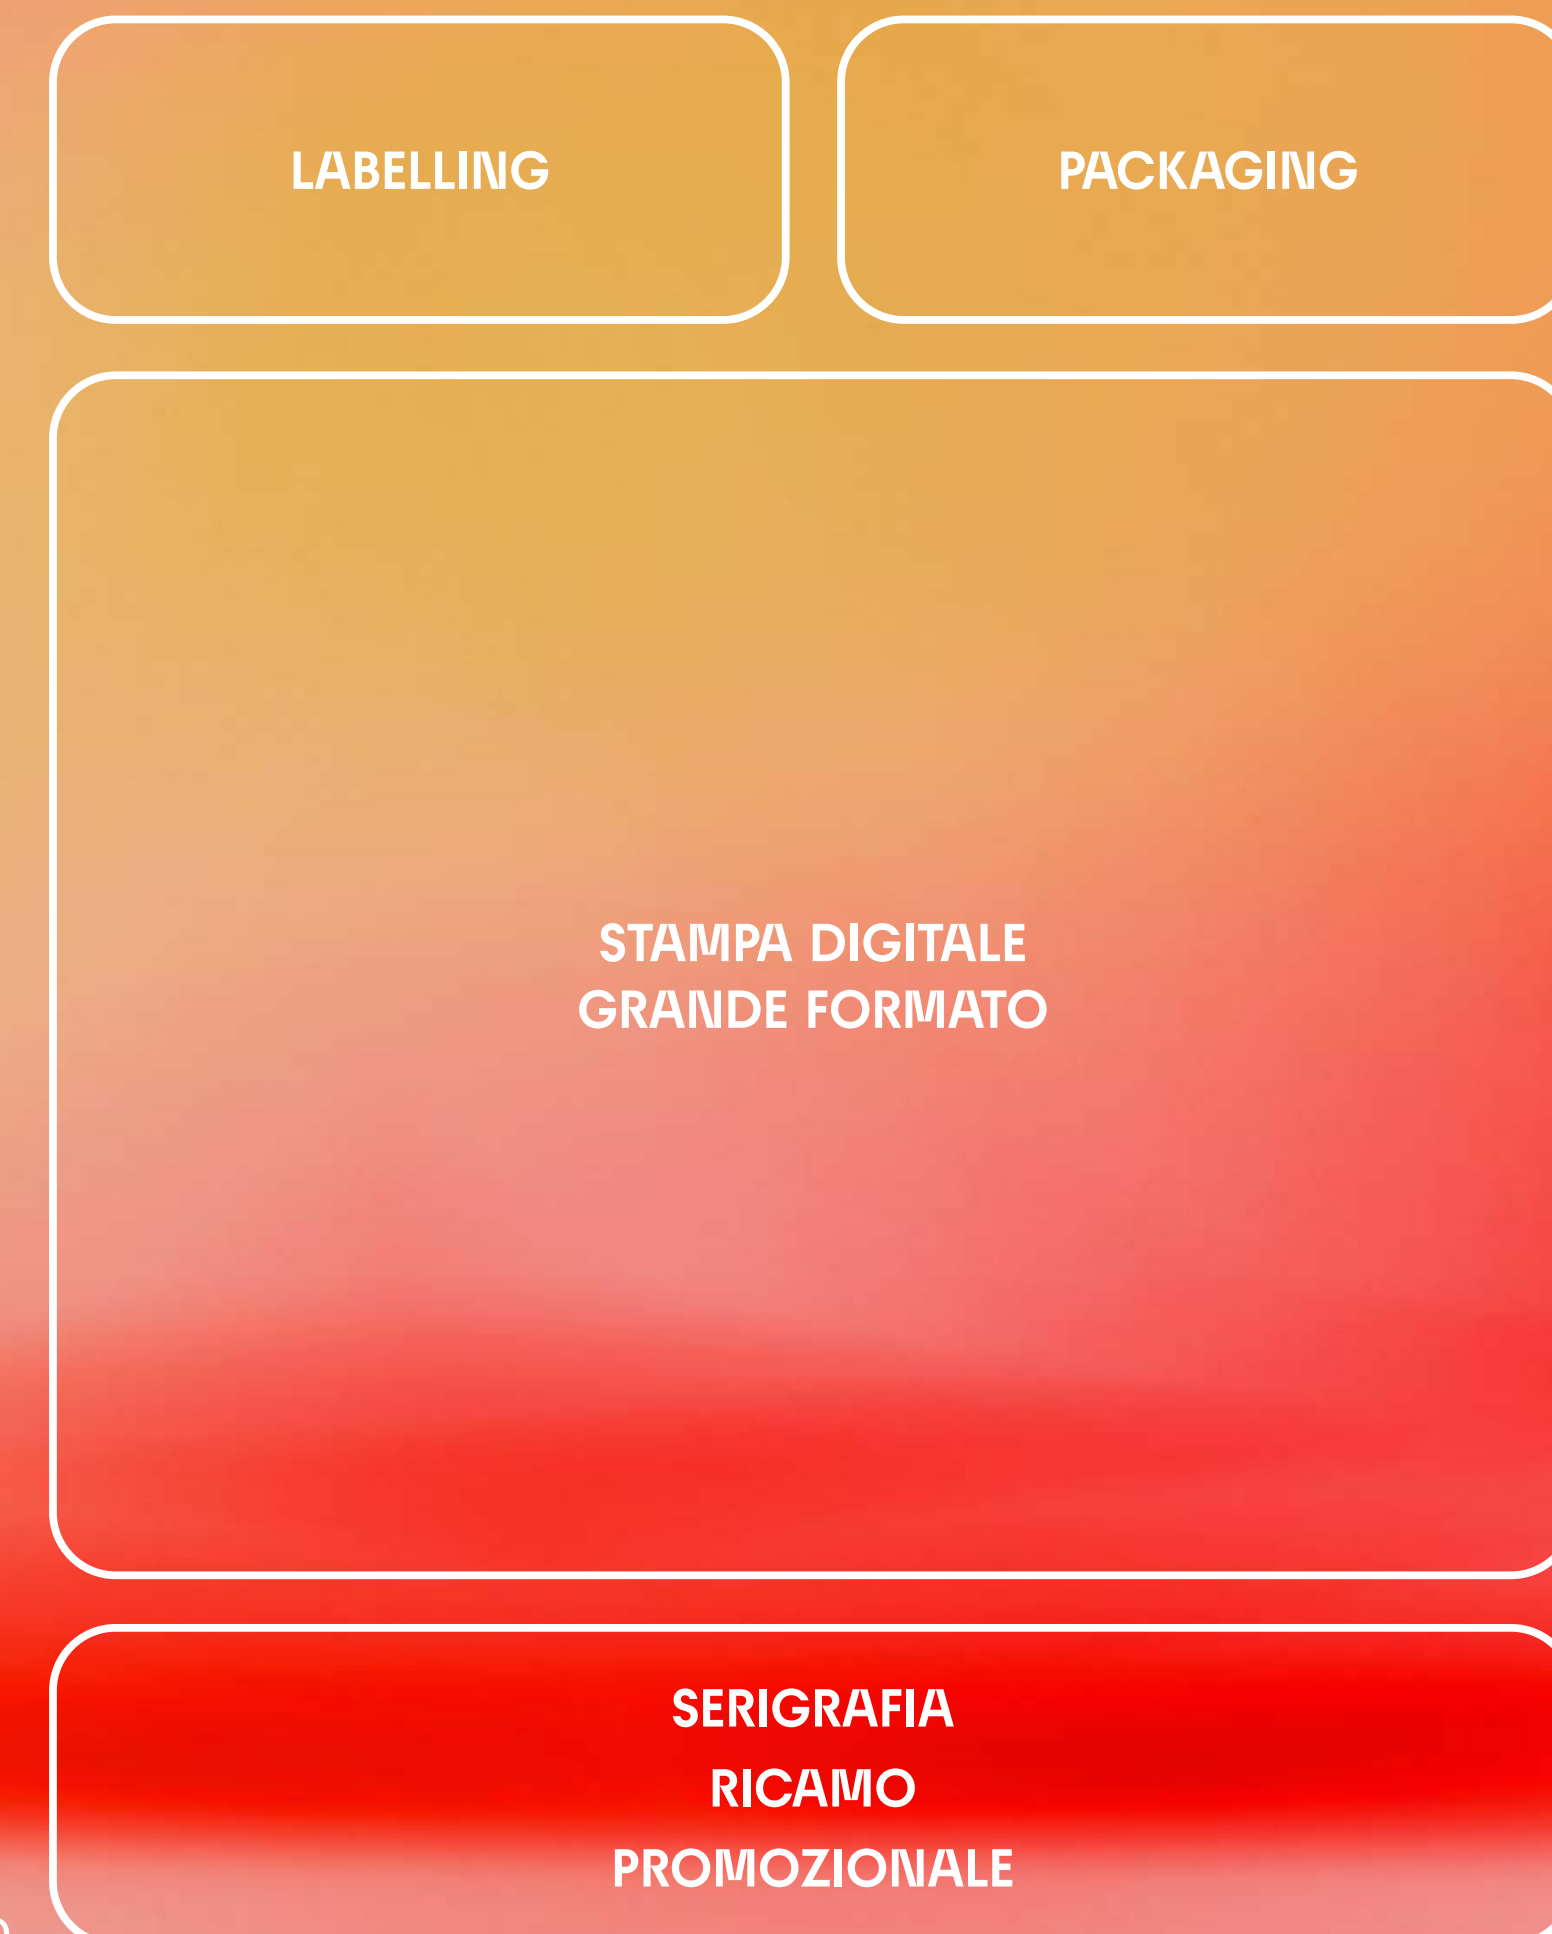 LABELLING
PACKAGING
STAMPA DIGITALE
GRANDE FORMATO
SERIGRAFIA
RICAMO
PROMOZIONALE